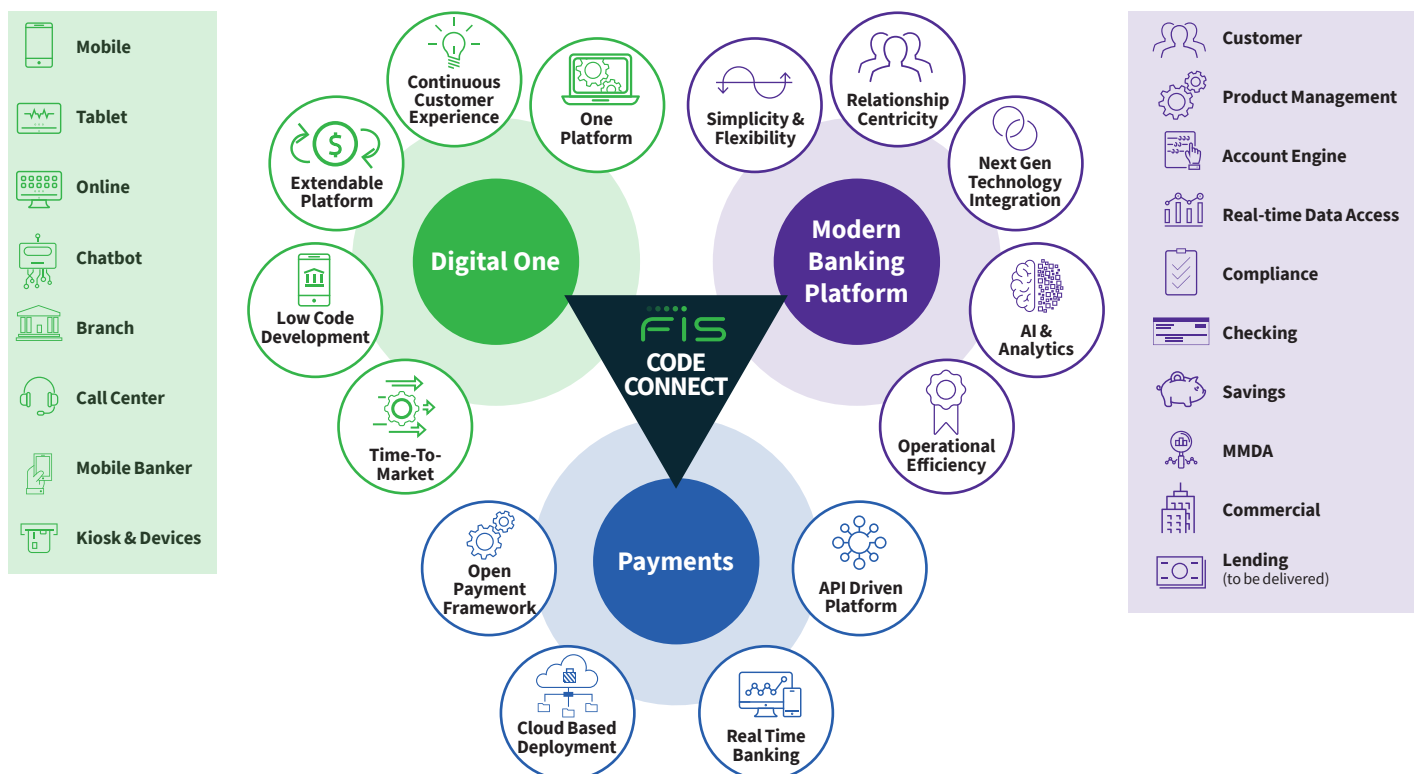 Mobile
Tablet
Online
Chatbot
Branch
Call Center
Mobile Banker
Kiosk & Devices
Continuous
Customer
Experience
One
Platform
$
Extendable
Platform
Low Code
Development
Time-To-
Market
Digital One
Simplicity &
Flexibility
Relationship
Centricity
Next Gen
Technology
Integration
AI &
Analytics
Operational
Efficiency
Modern
Banking
Platform
FIS
CODE
CONNECT
Payments
Open
Payment
Framework
API Driven
Platform
Cloud Based
Deployment
Real Time
Banking
Customer
Product Management
Account Engine
Real-time Data Access
Compliance
Checking
Savings
MMDA
Commercial
Lending
(to be delivered)